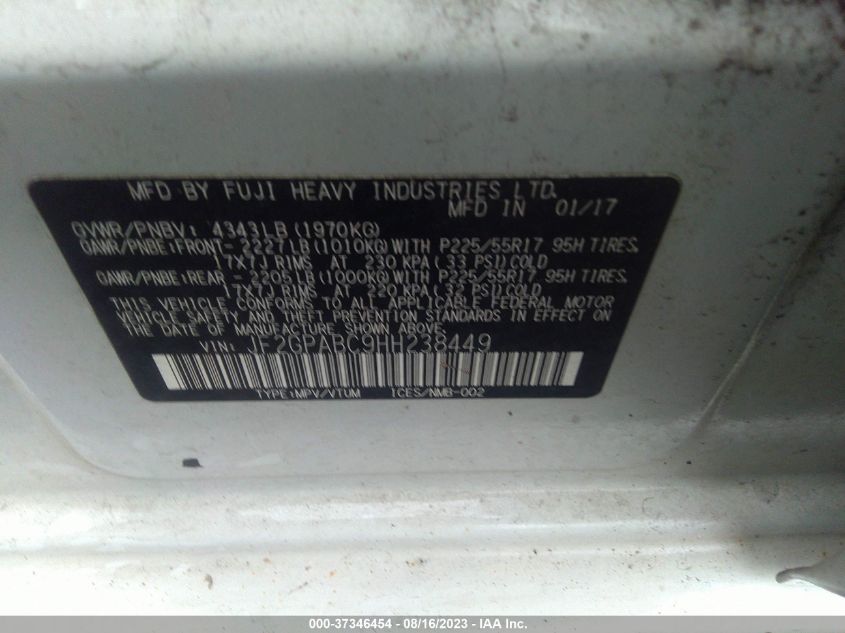 MFD BY FUJI HEAVY INDUSTRIES LTD.
MFD IN 01/17
GVWR/PNBV: 4343LB(1970KG)
GAWR/PNBE:FRONT- 2227LB(1010KG)WITH P225/55R17 95H TIRES,
17X7J RIMS AT 230 KPA(33 PSI)COLD
GAWR/PNBE:REAR - 2205LB(1000KG)WITH P225/55R17 95H TIRES,
17X7J RIMS AT 220 KPA(32 PSI)COLD
THIS VEHICLE CONFORMS TO ALL APPLICABLE FEDERAL MOTOR
VEHICLE SAFETY AND THEFT PREVENTION STANDARDS IN EFFECT ON
THE DATE OF MANUFACTURE SHOWN ABOVE.
VIN: JF2GPABC9HH238449
TYPE:MPV/VTUM ICES/NMB-002
000-37346454 - 08/16/2023 - IAA Inc.